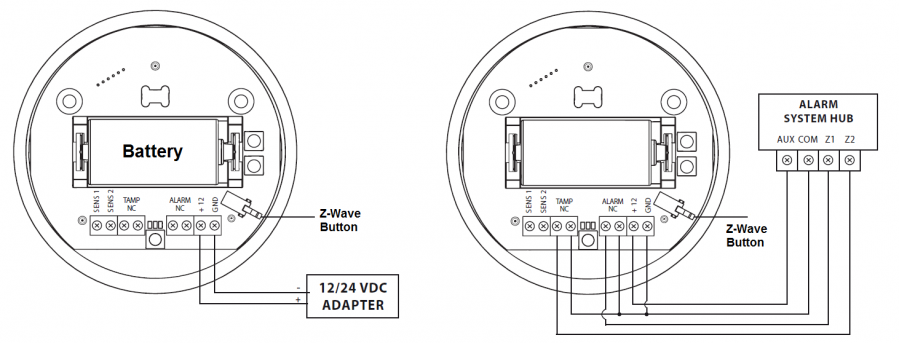 Battery
SENS 1
SENS 2
TAMP
NC
ALARM
NC
+ 12
GND
Z-Wave
Button
-
+
12/24 VDC
ADAPTER
SENS 1
SENS 2
TAMP
NC
ALARM
NC
+ 12
GND
Z-Wave
Button
ALARM
SYSTEM HUB
AUX COM Z1 Z2